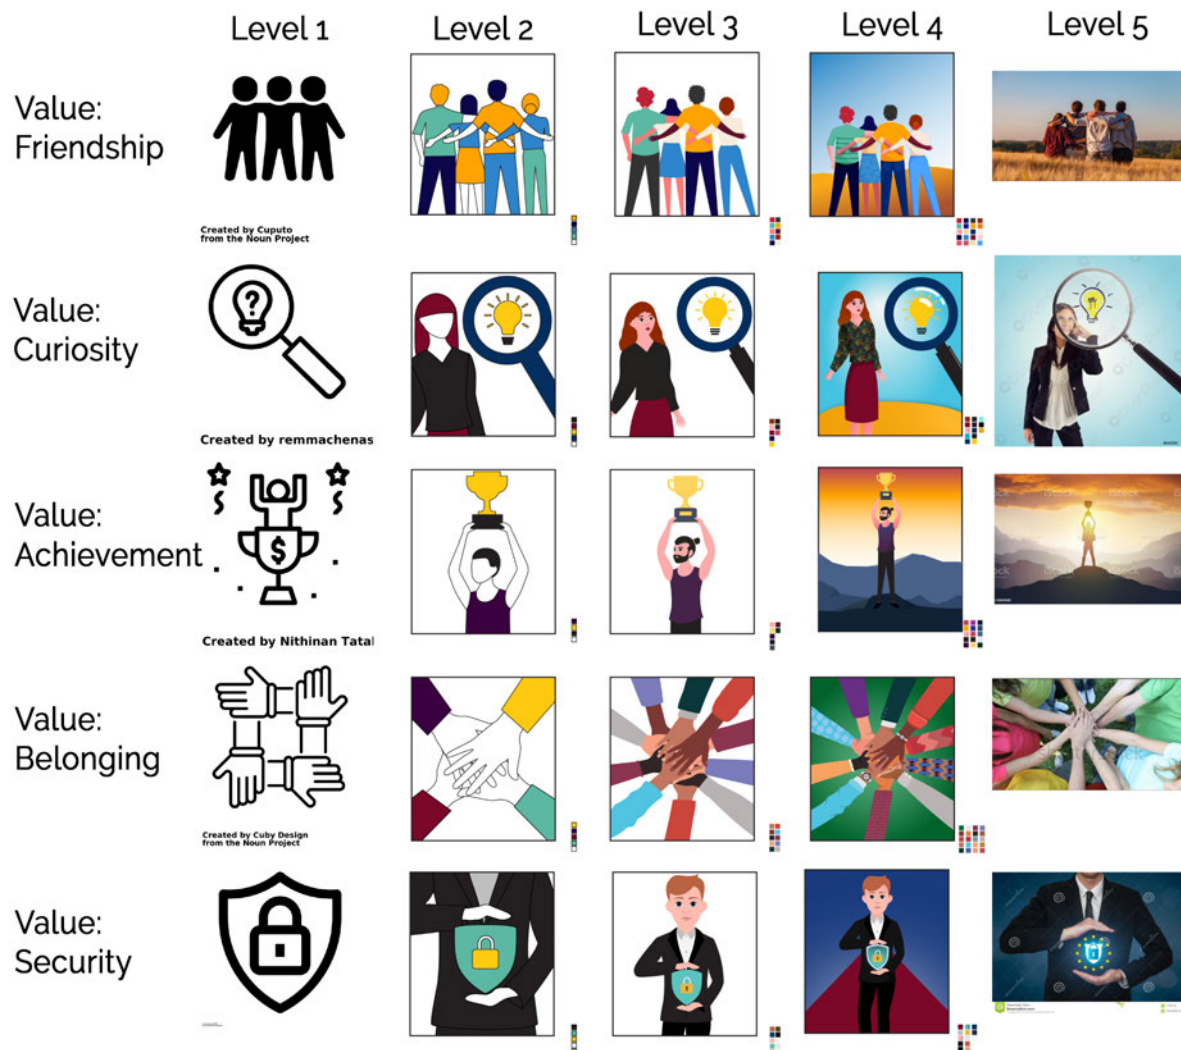 Level 1
Level 2
Level 3
Level 4
Level 5
Value:
Friendship
Created by Cuputo
from the Noun Project
Value:
Curiosity
?
Created by remmachenas
Value:
Achievement
$
iStock
Created by Nithinan Tatal
Value:
Belonging
Created by Cuby Design
from the Noun Project
Value:
Security